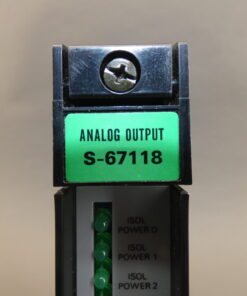 ANALOG OUTPUT
S-67118
ISOL
POWER 0
ISOL
POWER 1
ISOL
POWER 2